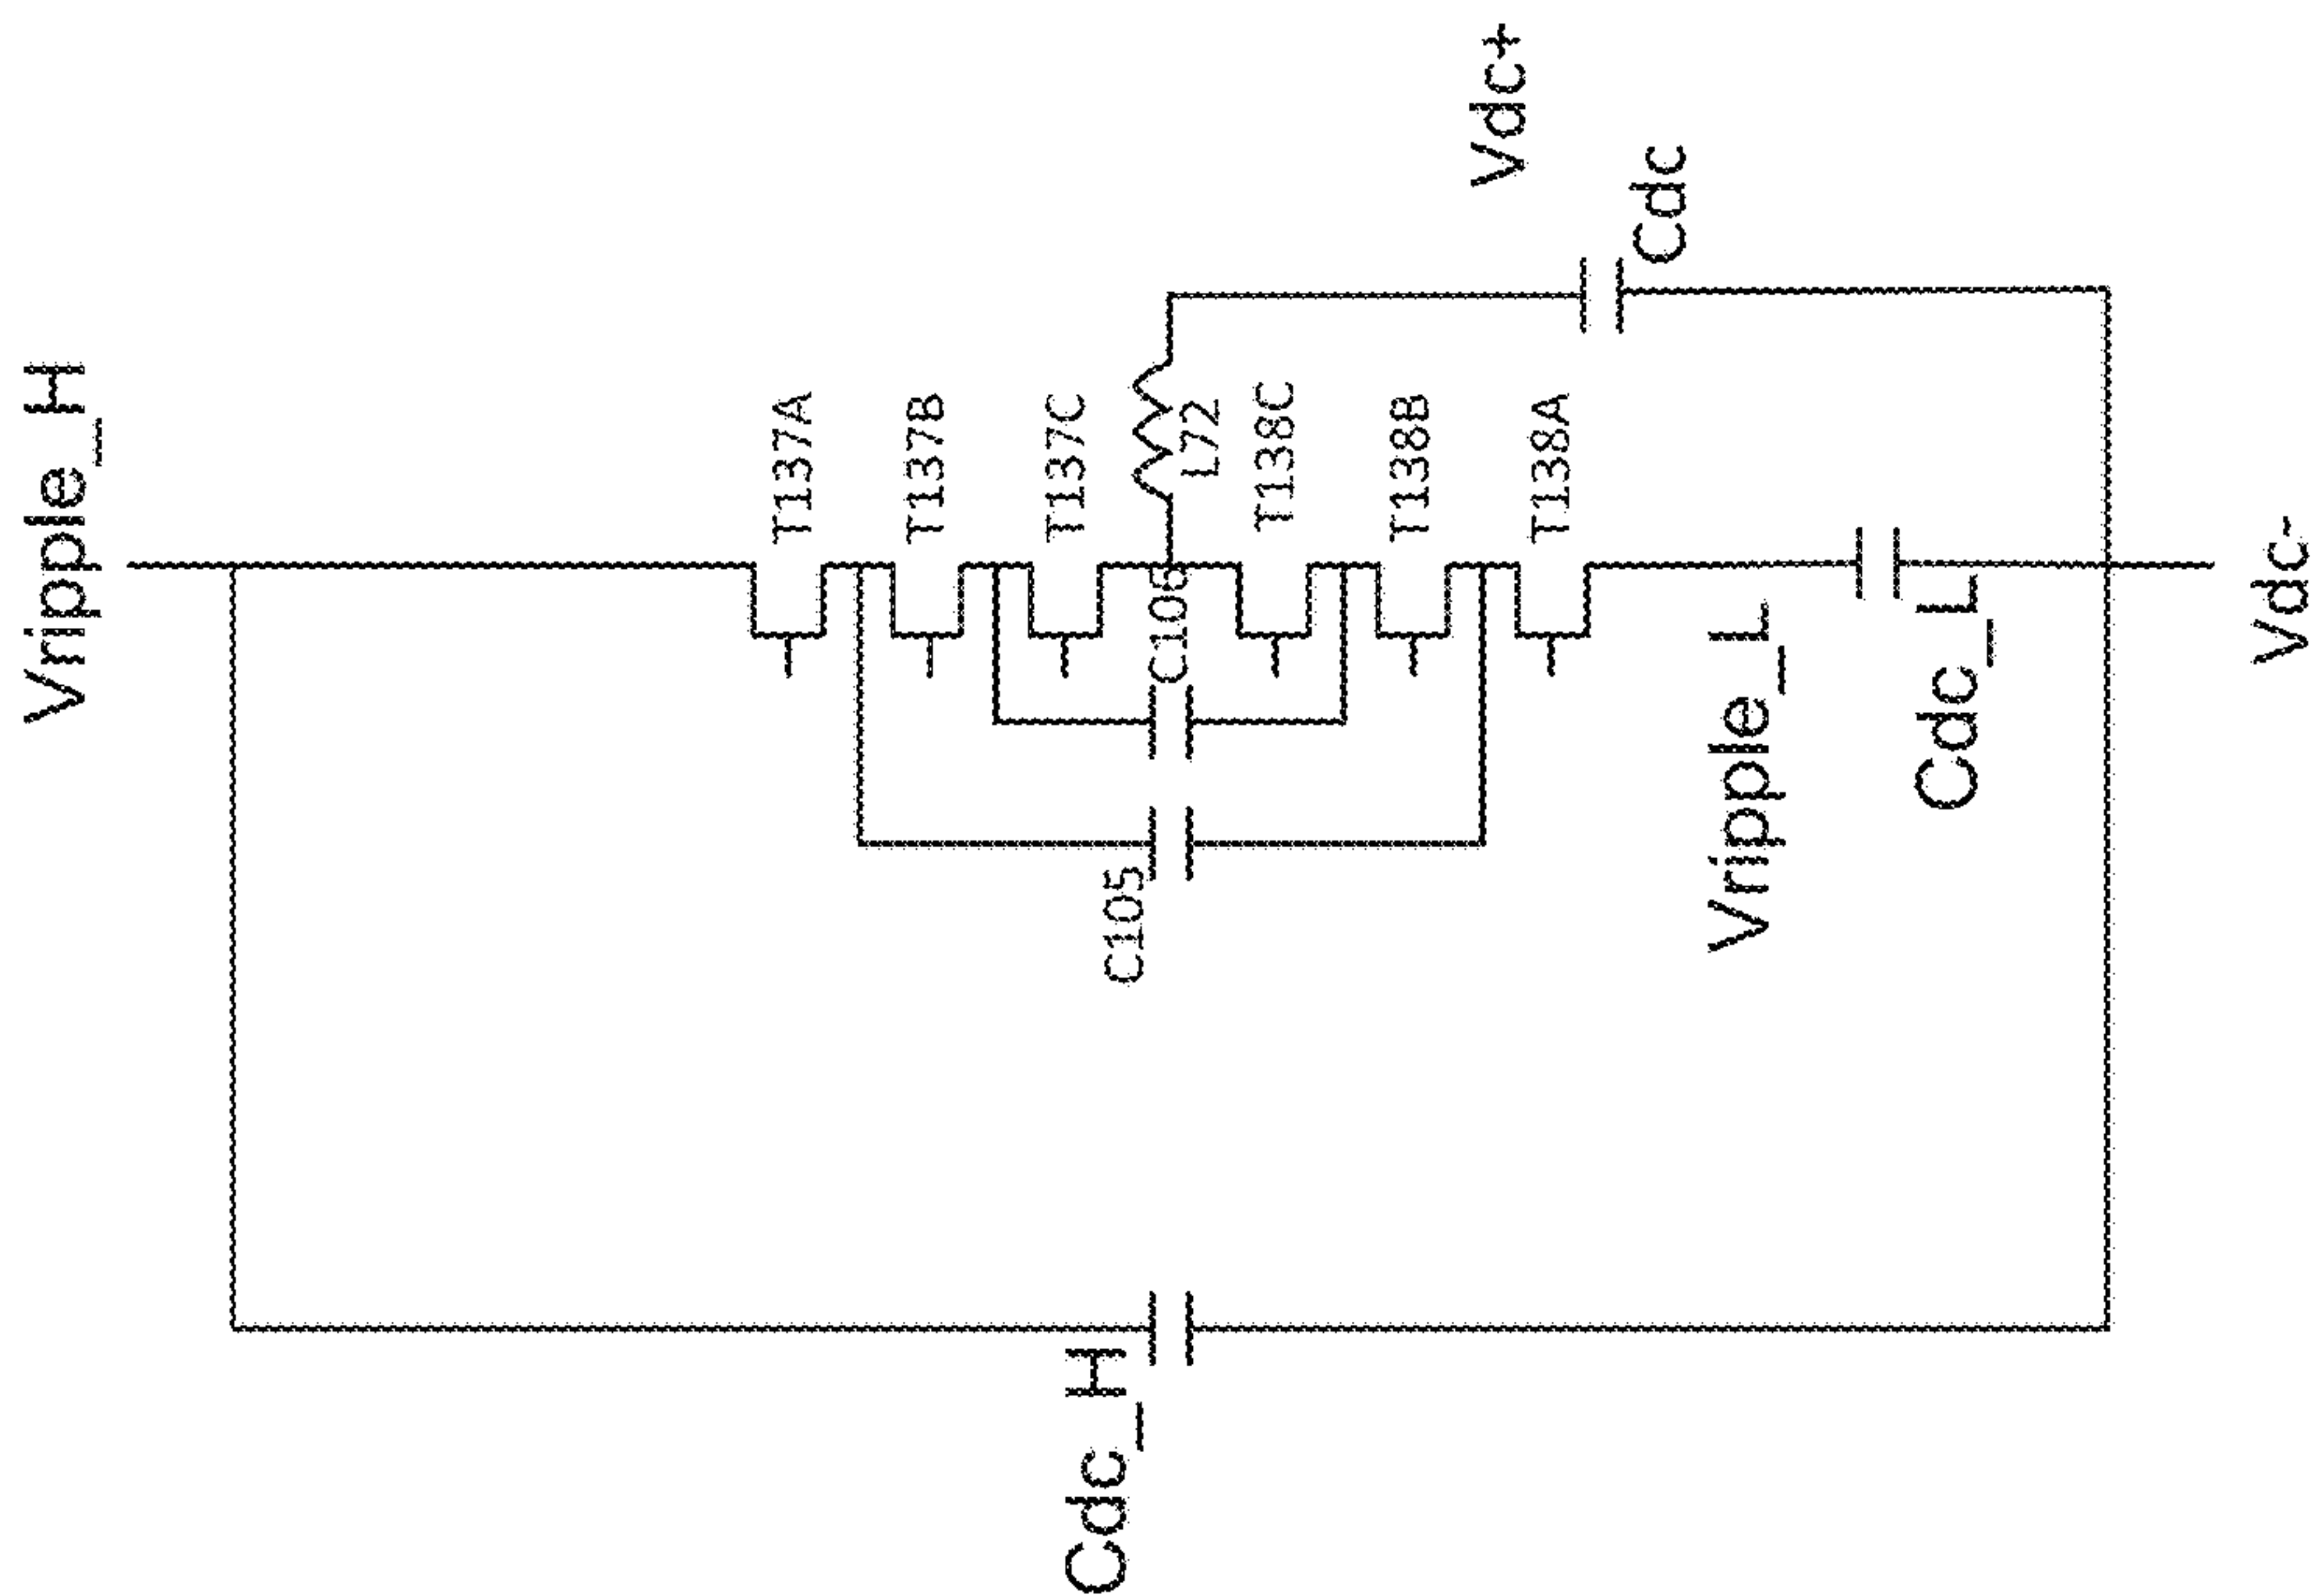 Vripple_H
T137A
T137B
T137C
L72
T138C
T138B
T138A
C106
C105
Vdc+
Cdc
Vripple_L
Cdc_L
Vdc-
Cdc_H